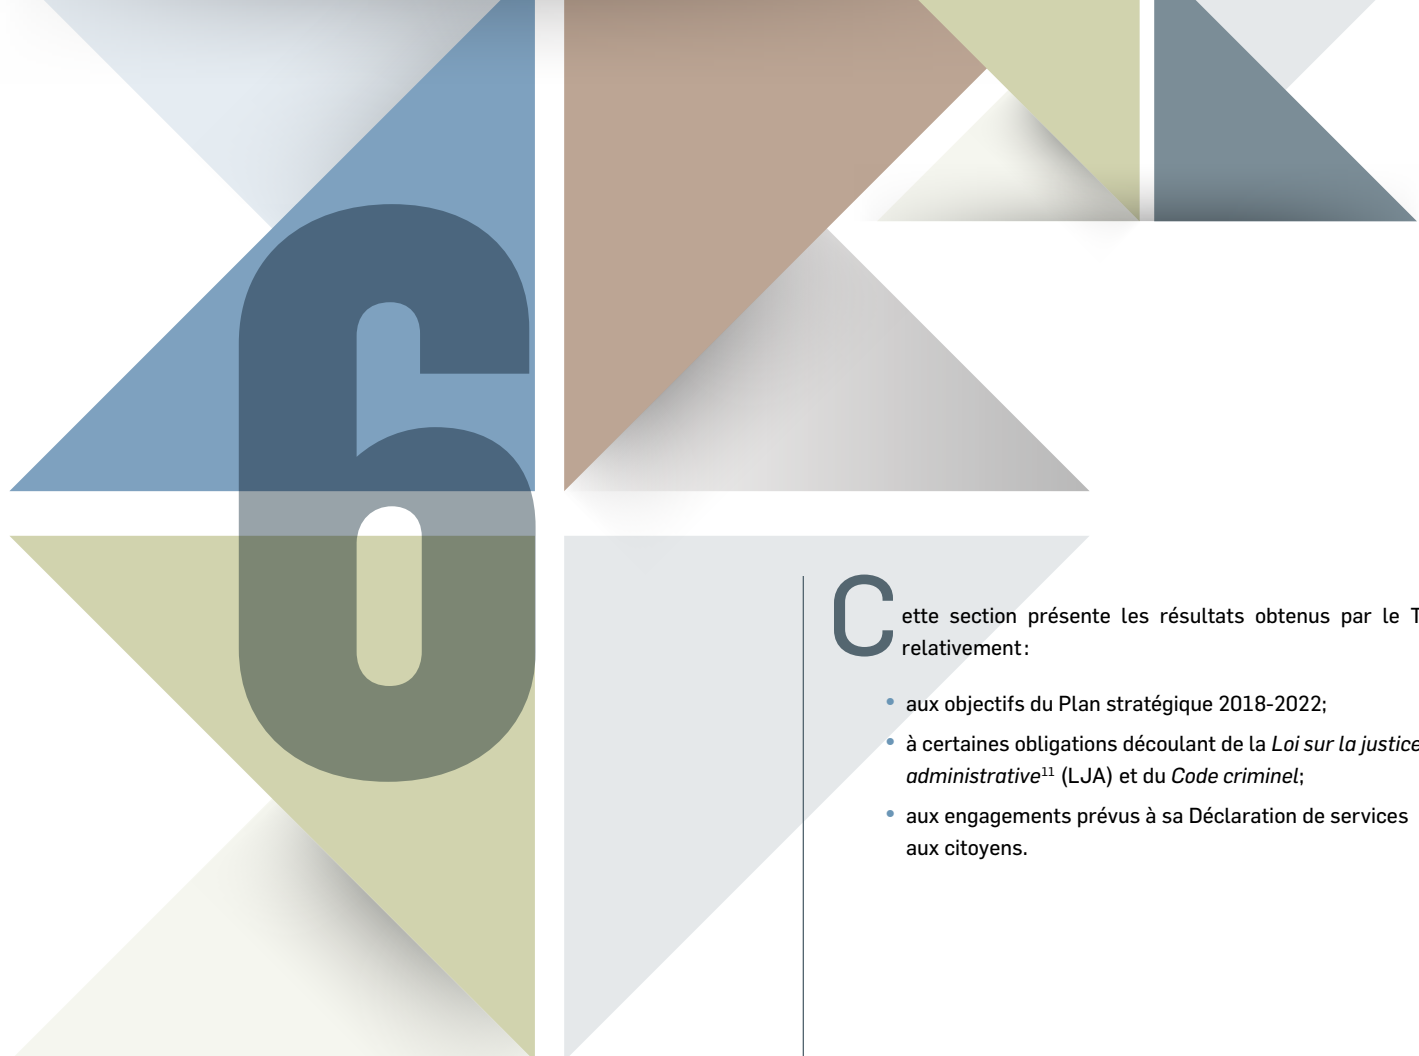 6
Cette section présente les résultats obtenus par le
relativement :
• aux objectifs du Plan stratégique 2018-2022;
• à certaines obligations découlant de la Loi sur la justice
administrative¹¹ (LJA) et du Code criminel;
• aux engagements prévus à sa Déclaration de services
aux citoyens.